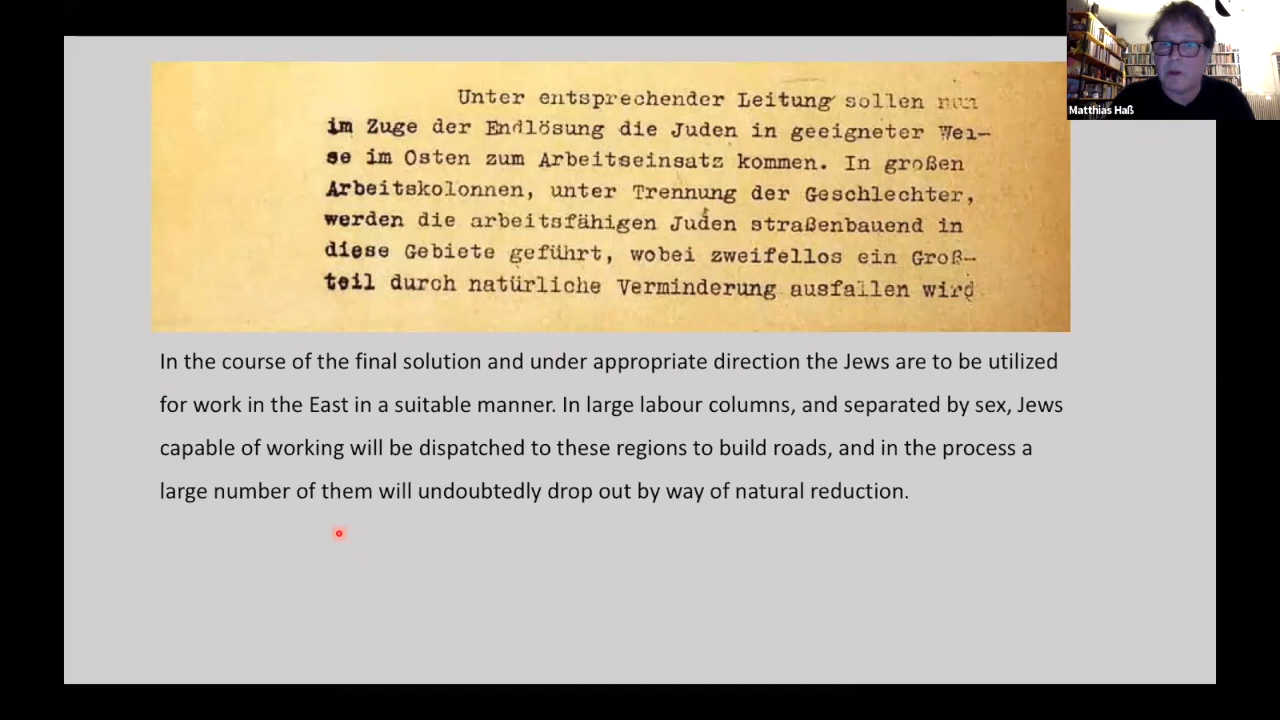 Unter entsprechender Leitung sollen nun
im Zuge der Endlösung die Juden in geeigneter Wei-
se im Osten zum Arbeitseinsatz kommen. In großen
Arbeitskolonnen, unter Trennung der Geschlechter,
werden die arbeitsfähigen Juden straßenbauend in
diese Gebiete geführt, wobei zweifellos ein Groß-
teil durch natürliche Verminderung ausfallen wird
In the course of the final solution and under appropriate direction the Jews are to be utilized
for work in the East in a suitable manner. In large labour columns, and separated by sex, Jews
capable of working will be dispatched to these regions to build roads, and in the process a
large number of them will undoubtedly drop out by way of natural reduction.
Matthias Haß